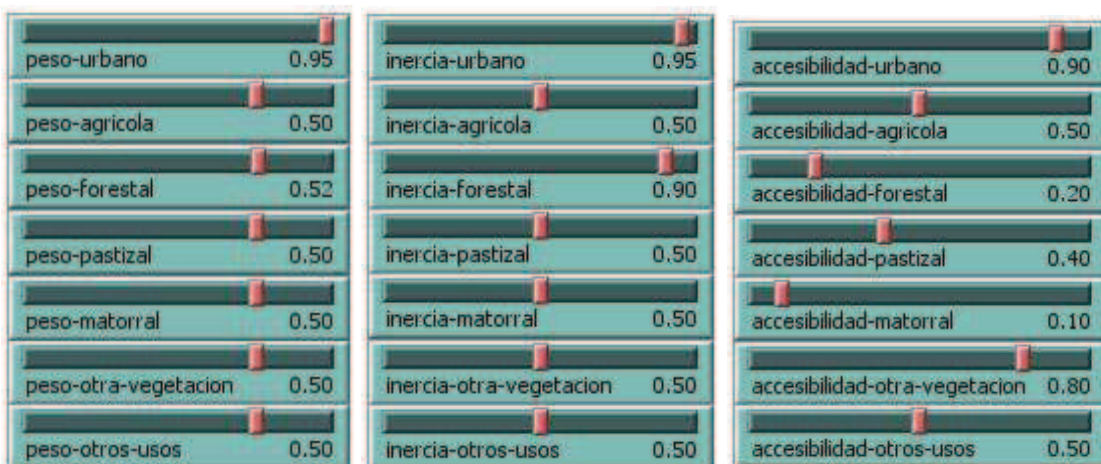 peso-urbano 0.95
peso-agricola 0.50
peso-forestal 0.52
peso-pastizal 0.50
peso-matorral 0.50
peso-otra-vegetacion 0.50
peso-otros-usos 0.50
inercia-urbano 0.95
inercia-agricola 0.50
inercia-forestal 0.90
inercia-pastizal 0.50
inercia-matorral 0.50
inercia-otra-vegetacion 0.50
inercia-otros-usos 0.50
accesibilidad-urbano 0.90
accesibilidad-agricola 0.50
accesibilidad-forestal 0.20
accesibilidad-pastizal 0.40
accesibilidad-matorral 0.10
accesibilidad-otra-vegetacion 0.80
accesibilidad-otros-usos 0.50